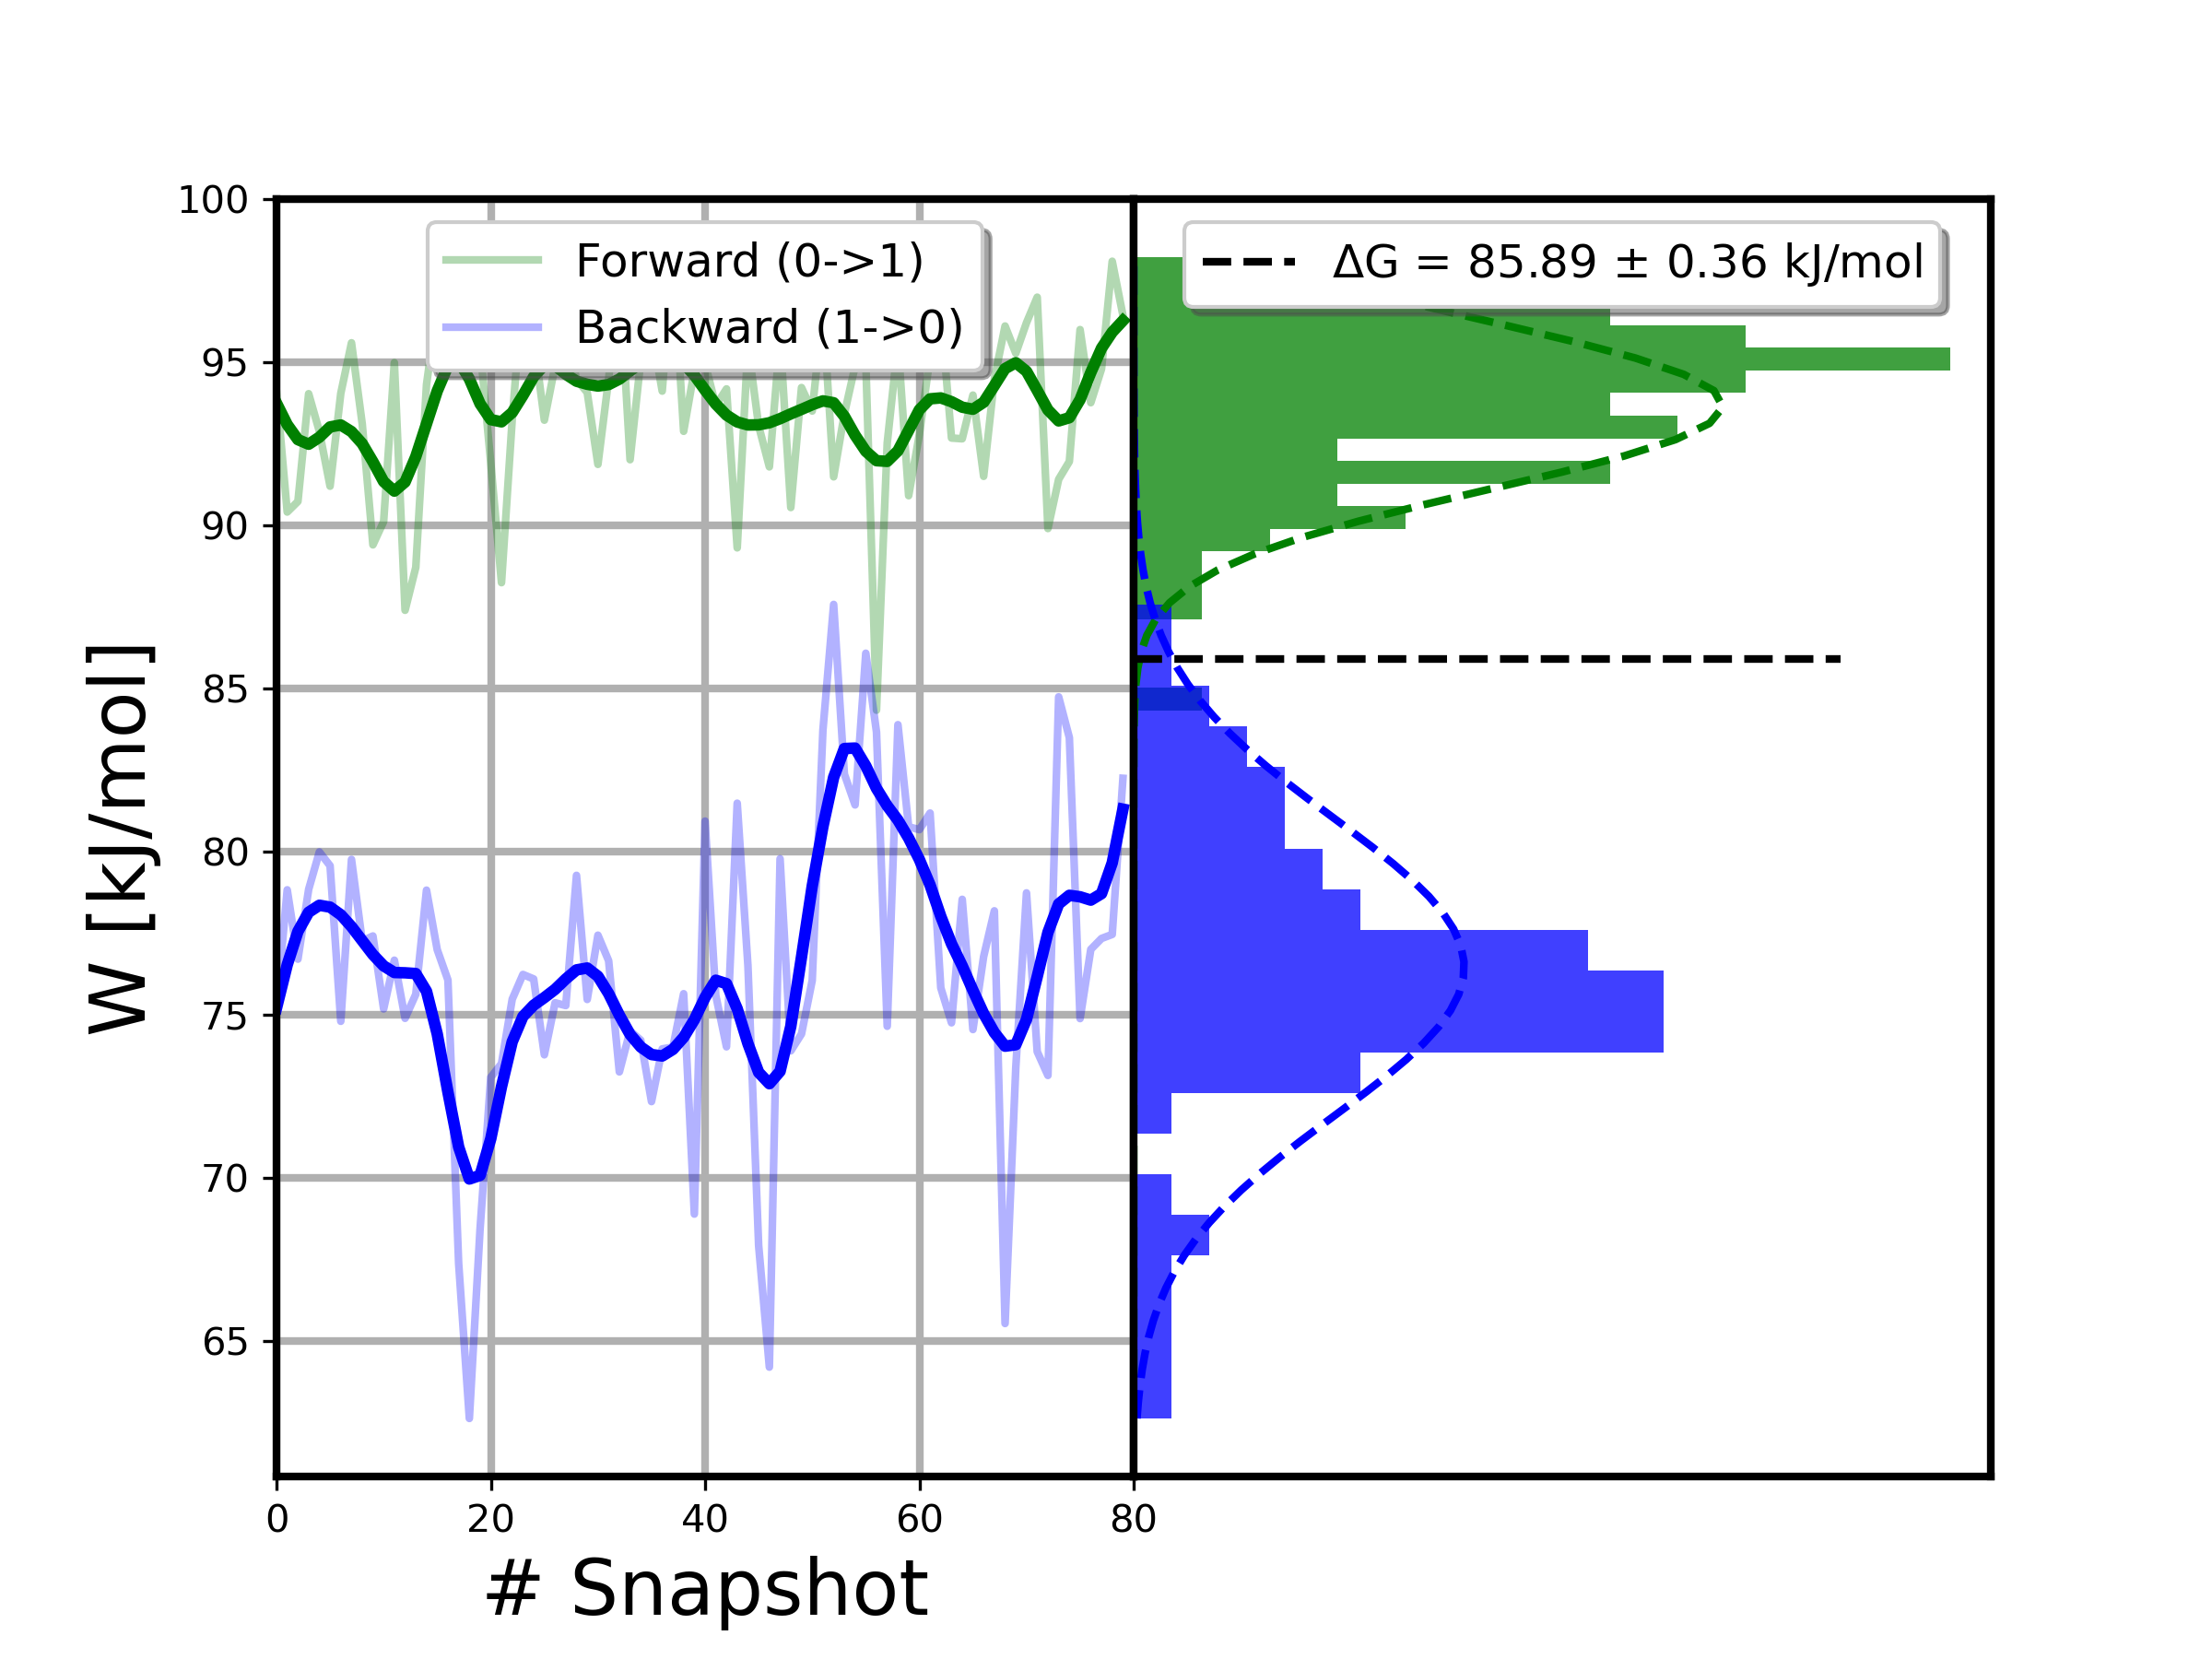 100
95
90
85
80
75
70
65
W [kJ/mol]
Forward (0->1)
Backward (1->0)
ΔG = 85.89 ± 0.36 kJ/mol
0 20 40 60 80
# Snapshot